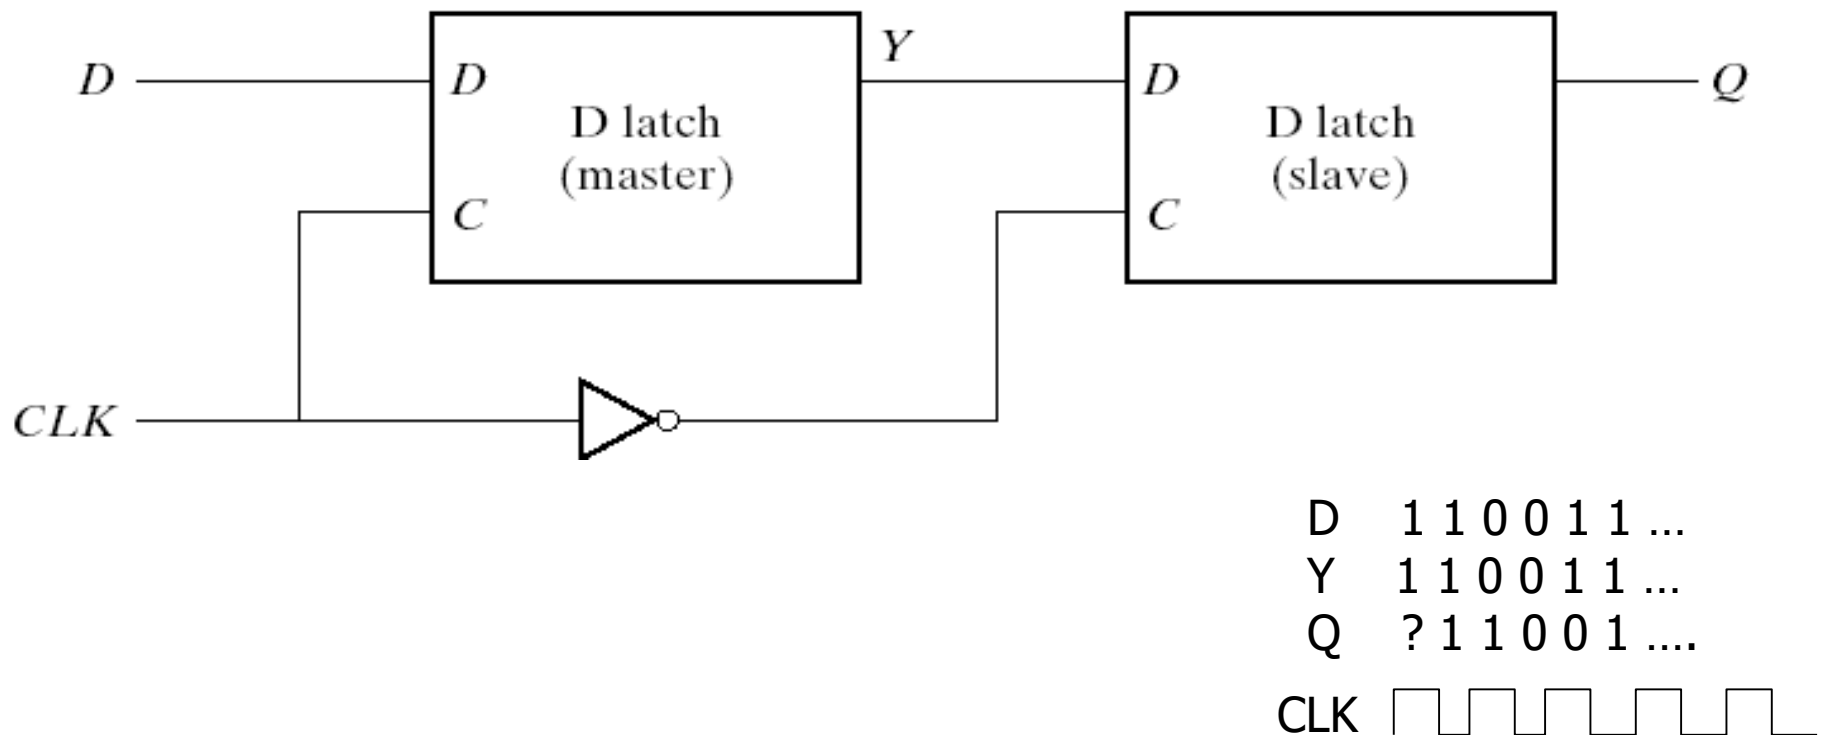 D
D
D latch
(master)
C
Y
D
D latch
(slave)
C
Q
CLK
D 1 1 0 0 1 1 ...
Y 1 1 0 0 1 1 ...
Q ? 1 1 0 0 1 ....
CLK